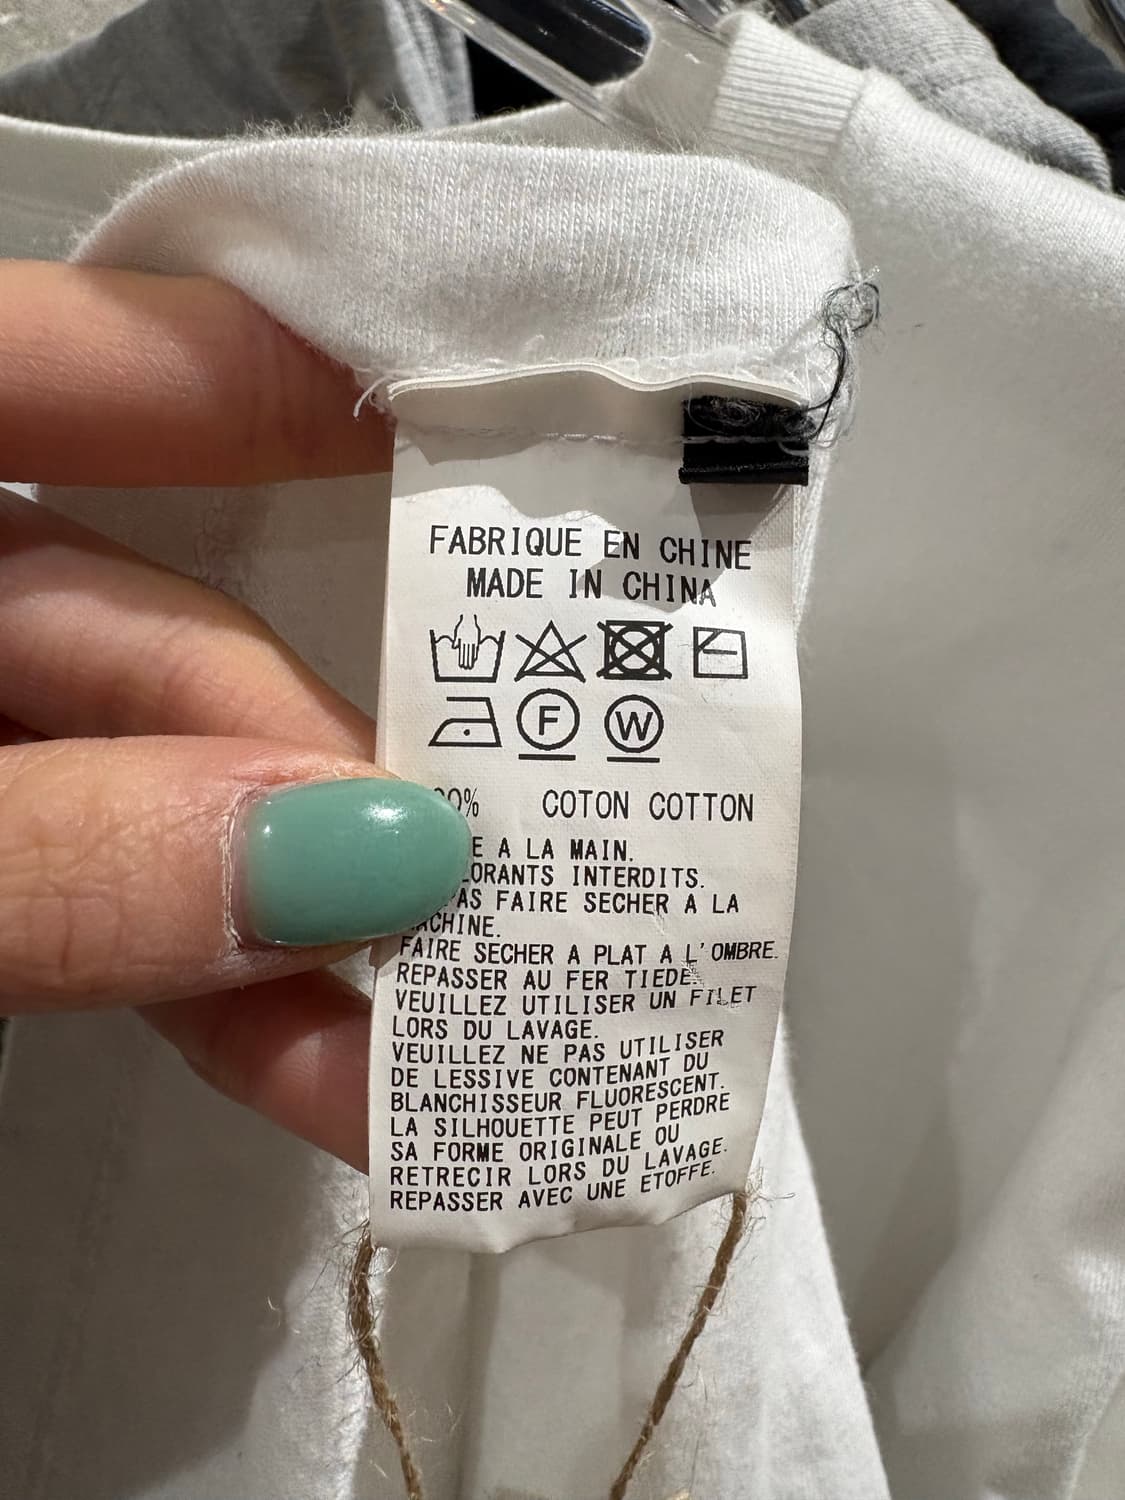 FABRIQUE EN CHINE
MADE IN CHINA
F W
COTON COTTON
A LA MAIN.
INTERDITS.
FAIRE SECHER A LA
FAIRE SECHER A PLAT A L'OMBRE.
REPASSER AU FER TIEDE.
VEUILLEZ UTILISER UN FILET
LORS DU LAVAGE.
VEUILLEZ NE PAS UTILISER
DE LESSIVE CONTENANT DU
BLANCHISSEUR FLUORESCENT.
LA SILHOUETTE PEUT PERDRE
SA FORME ORIGINALE OU
RETRECIR LORS DU LAVAGE.
REPASSER AVEC UNE ETOFFE.